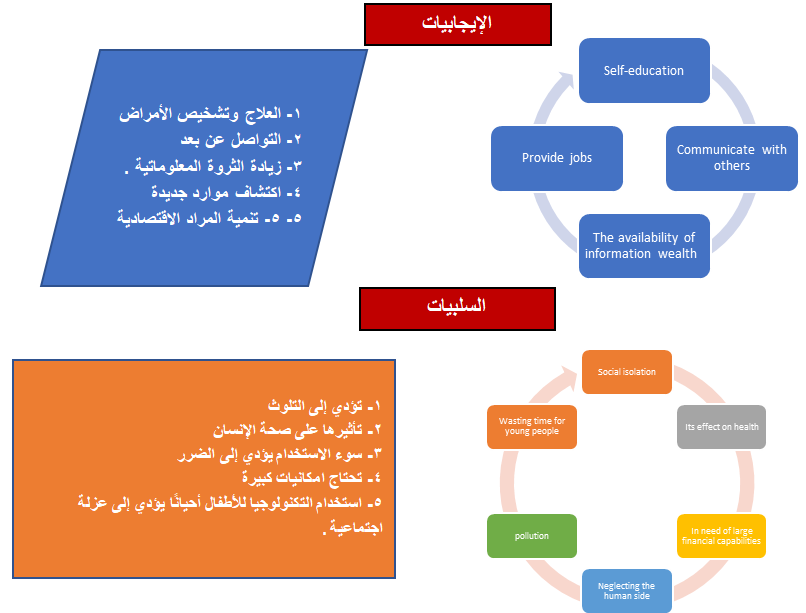 الإيجابيات
١- العلاج وتشخيص الأمراض
٢- التواصل عن بعد
٣- زيادة الثروة المعلوماتية .
٤- اكتشاف موارد جديدة
٥- ٥- تنمية المراد الاقتصادية
Self-education
Communicate with
others
The availability of
information wealth
Provide jobs
السلبيات
١- تؤدي إلى التلوث
٢- تأثيرها على صحة الإنسان
٣- سوء الاستخدام يؤدي إلى الضرر
٤- تحتاج امكانيات كبيرة
٥- استخدام التكنولوجيا للأطفال أحيانًا يؤدي إلى عزلة
اجتماعية .
Social isolation
Its effect on health
In need of large
financial capabilities
Neglecting the
human side
pollution
Wasting time for
young people